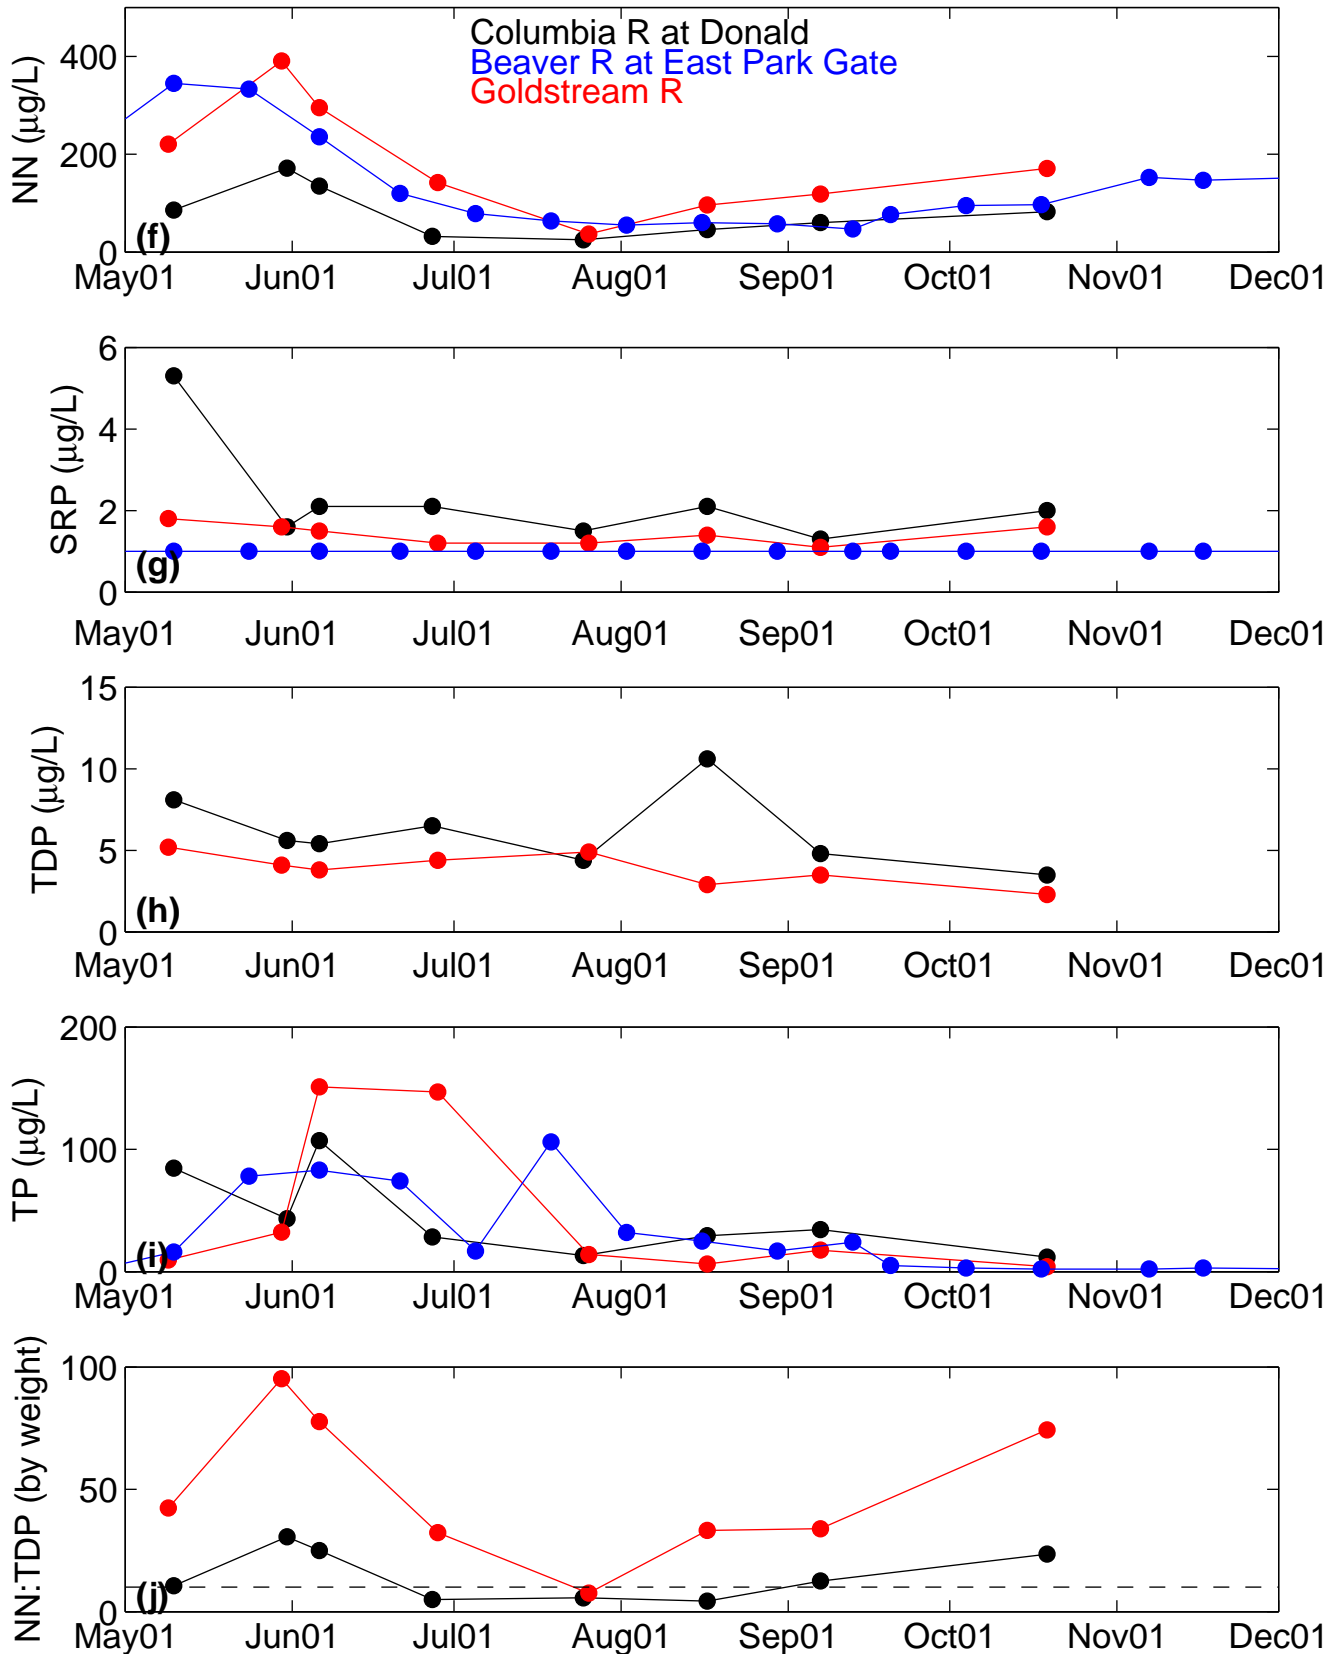 Columbia R at Donald
Beaver R at East Park Gate
Goldstream R
NN (μg/L)
400
200
0
(f)
May01 Jun01 Jul01 Aug01 Sep01 Oct01 Nov01 Dec01
SRP (μg/L)
6
4
2
0
(g)
May01 Jun01 Jul01 Aug01 Sep01 Oct01 Nov01 Dec01
TDP (μg/L)
15
10
5
0
(h)
May01 Jun01 Jul01 Aug01 Sep01 Oct01 Nov01 Dec01
TP (μg/L)
200
100
0
(i)
May01 Jun01 Jul01 Aug01 Sep01 Oct01 Nov01 Dec01
NN:TDP (by weight)
100
50
0
(j)
May01 Jun01 Jul01 Aug01 Sep01 Oct01 Nov01 Dec01